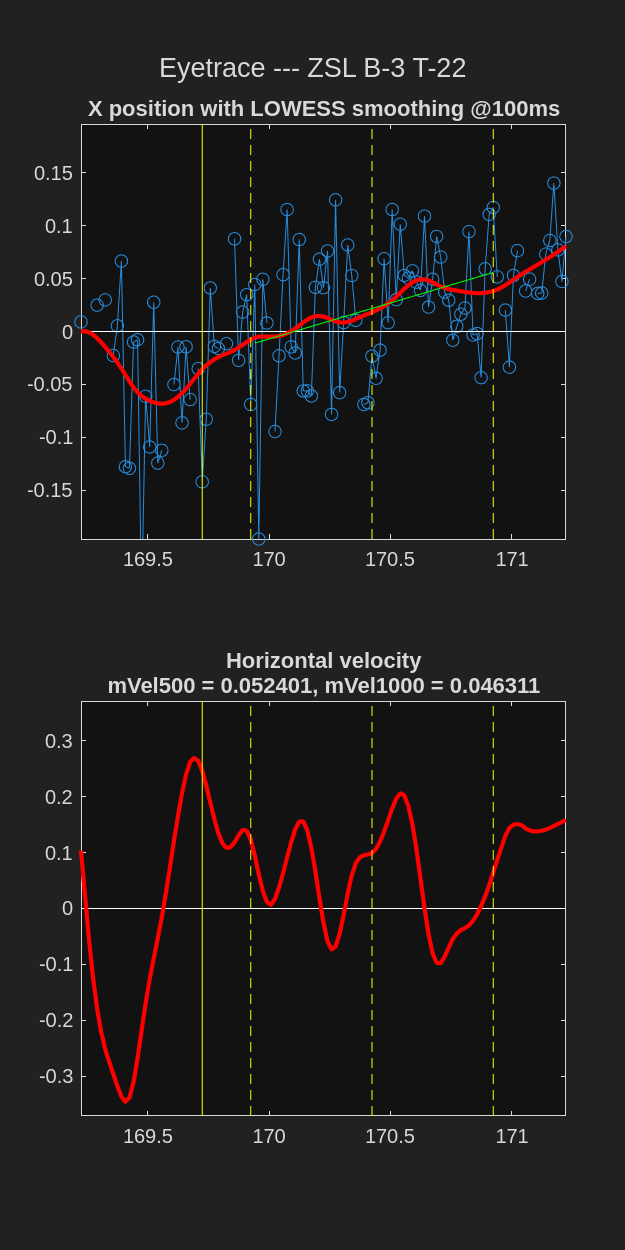 Eyetrace --- ZSL B-3 T-22
X position with LOWESS smoothing @100ms
0.15
0.1
0.05
0
-0.05
-0.1
-0.15
169.5 170 170.5 171
Horizontal velocity
mVel500 = 0.052401, mVel1000 = 0.046311
0.3
0.2
0.1
0
-0.1
-0.2
-0.3
169.5 170 170.5 171